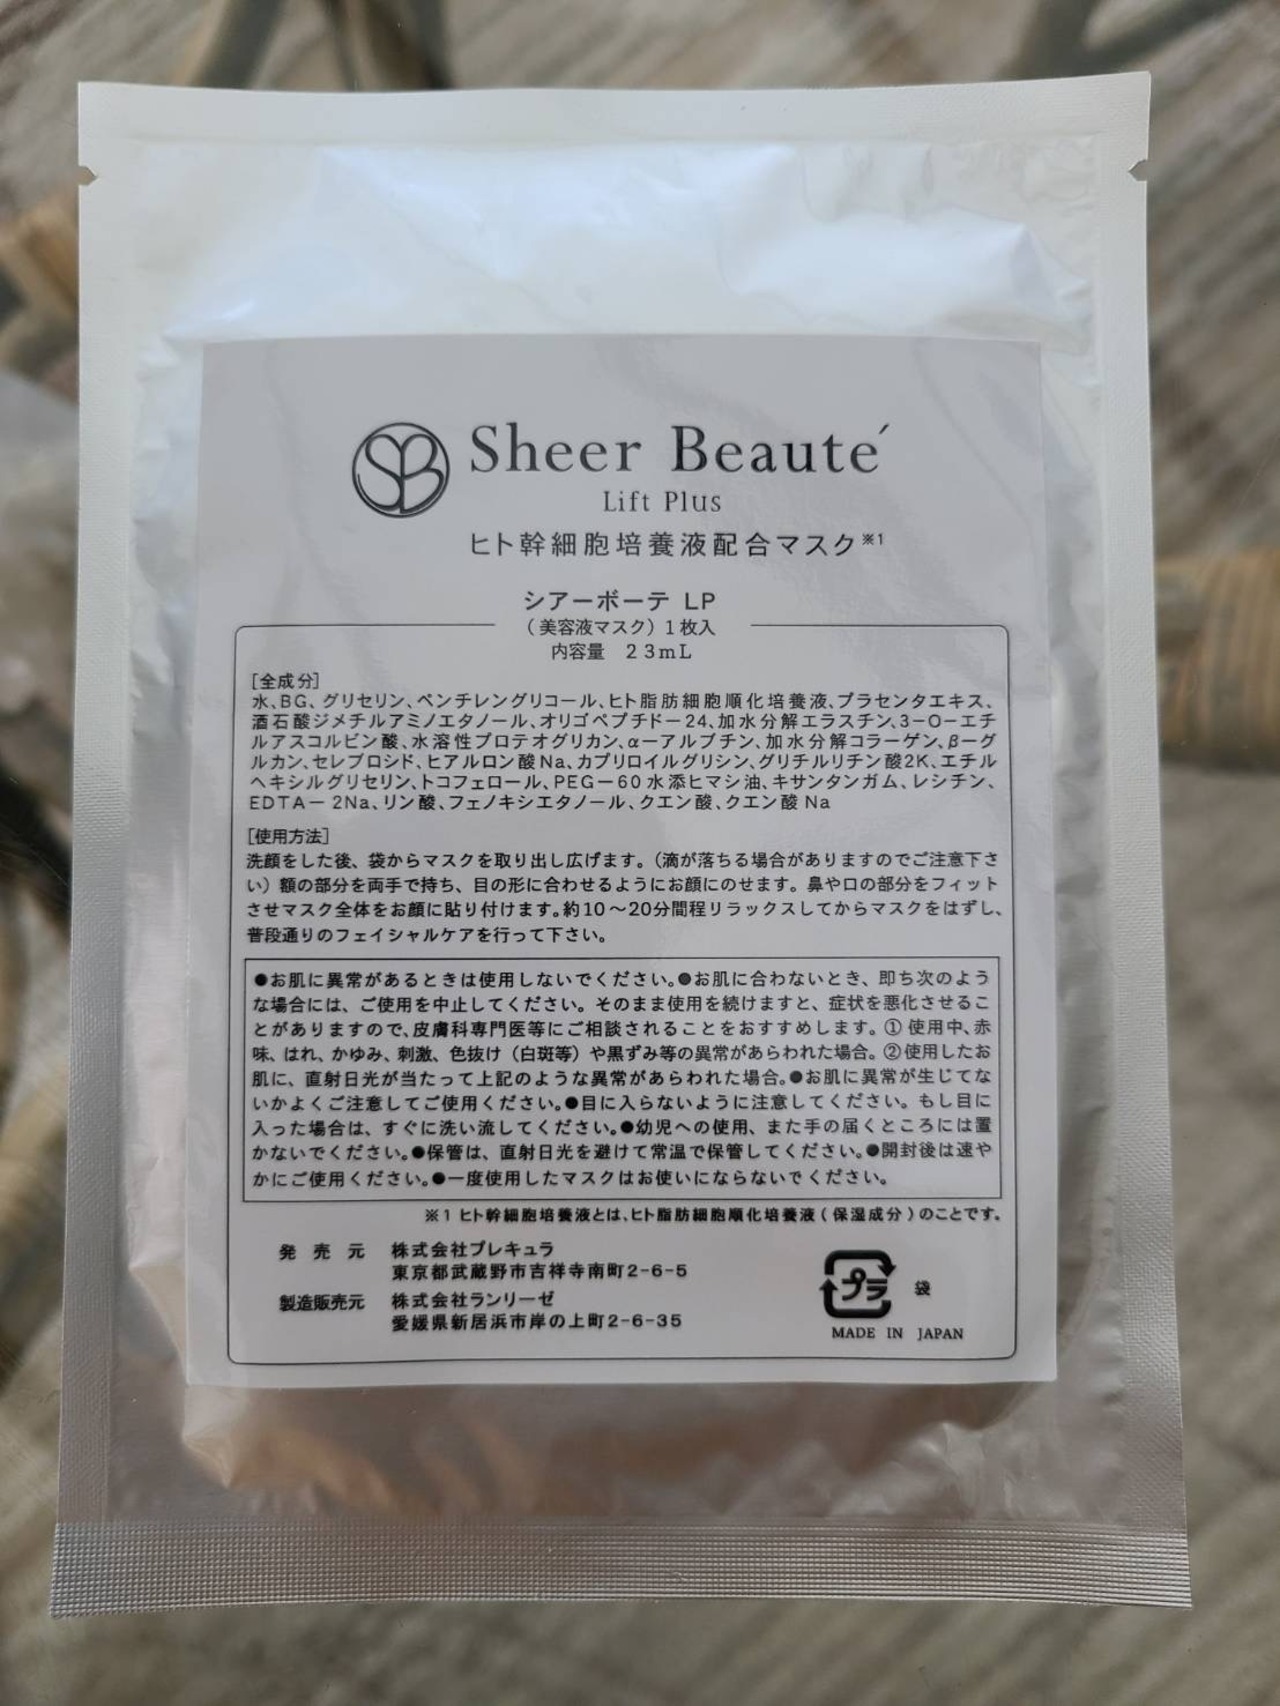 SB Sheer Beauté
Lift Plus
ヒト幹細胞培養液配合マスク※1
シアーボーテ LP
（美容液マスク）1枚入
内容量 23mL
[全成分]
水、BG、グリセリン、ペンチレングリコール、ヒト脂肪細胞順化培養液、プラセンタエキス、
酒石酸ジメチルアミノエタノール、オリゴペプチドー24、加水分解エラスチン、3-O-エチ
ルアスコルビン酸、水溶性プロテオグリカン、αーアルブチン、加水分解コラーゲン、βーグ
ルカン、セレブロシド、ヒアルロン酸Na、カプリロイルグリシン、グリチルリチン酸2K、エチル
ヘキシルグリセリン、トコフェロール、PEGー60水添ヒマシ油、キサンタンガム、レシチン、
EDTAー2Na、リン酸、フェノキシエタノール、クエン酸、クエン酸Na
[使用方法]
洗顔をした後、袋からマスクを取り出し広げます。（滴が落ちる場合がありますのでご注意下さ
い）額の部分を両手で持ち、目の形に合わせるようにお顔にのせます。鼻や口の部分をフィット
させマスク全体をお顔に貼り付けます。約10～20分間程リラックスしてからマスクをはずし、
普段通りのフェイシャルケアを行って下さい。
●お肌に異常があるときは使用しないでください。●お肌に合わないとき、即ち次のよう
な場合には、ご使用を中止してください。そのまま使用を続けますと、症状を悪化させるこ
とがありますので、皮膚科専門医等にご相談されることをおすすめします。①使用中、赤
味、はれ、かゆみ、刺激、色抜け（白斑等）や黒ずみ等の異常があらわれた場合。②使用したお
肌に、直射日光が当たって上記のような異常があらわれた場合。●お肌に異常が生じてな
いかよくご注意してご使用ください。●目に入らないように注意してください。もし目に
入った場合は、すぐに洗い流してください。●幼児への使用、また手の届くところには置
かないでください。●保管は、直射日光を避けて常温で保管してください。●開封後は速や
かにご使用ください。●一度使用したマスクはお使いにならないでください。
※1 ヒト幹細胞培養液とは、ヒト脂肪細胞順化培養液（保湿成分）のことです。
発売元 株式会社プレキュラ
東京都武蔵野市吉祥寺南町2-6-5
製造販売元 株式会社ランリーゼ
愛媛県新居浜市岸の上町2-6-35
プラ 袋
MADE IN JAPAN